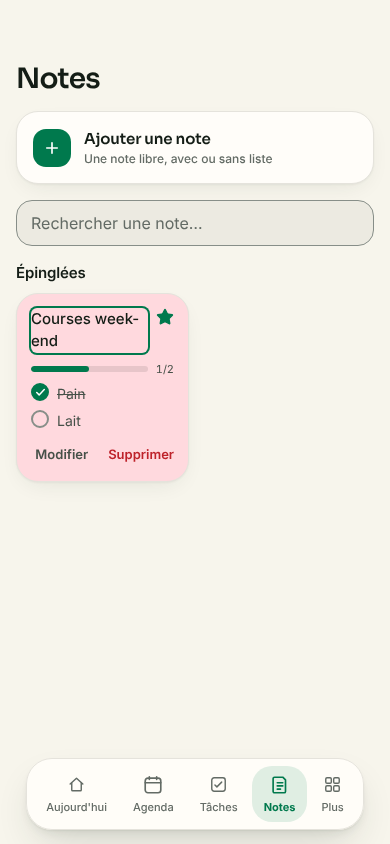 Notes
Ajouter une note
Une note libre, avec ou sans liste
Rechercher une note...
Épinglées
Courses week-
end
1/2
Pain
Lait
Modifier Supprimer
Aujourd'hui Agenda Tâches Notes Plus